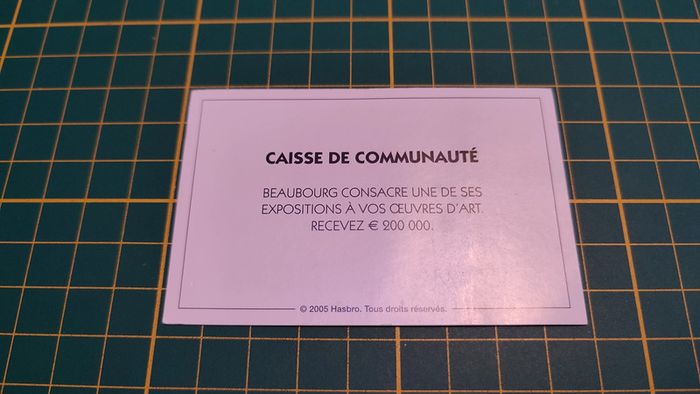 CAISSE DE COMMUNAUTÉ
BEAUBOURG CONSACRE UNE DE SES
EXPOSITIONS À VOS ŒUVRES D'ART.
RECEVEZ € 200 000.
© 2005 Hasbro. Tous droits réservés.